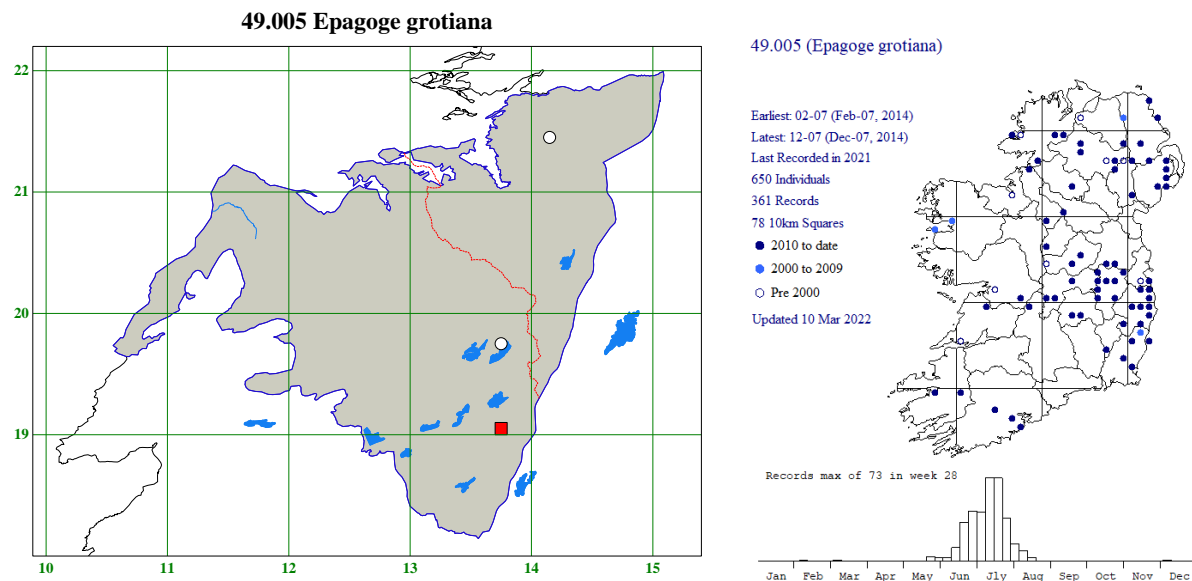 49.005 Epagoge grotiana
22
21
20
19
10 11 12 13 14 15
49.005 (Epagoge grotiana)
Earliest: 02-07 (Feb-07, 2014)
Latest: 12-07 (Dec-07, 2014)
Last Recorded in 2021
650 Individuals
361 Records
78 10km Squares
2010 to date
2000 to 2009
Pre 2000
Updated 10 Mar 2022
Records max of 73 in week 28
Jan Feb Mar Apr May Jun Jly Aug Sep Oct Nov Dec